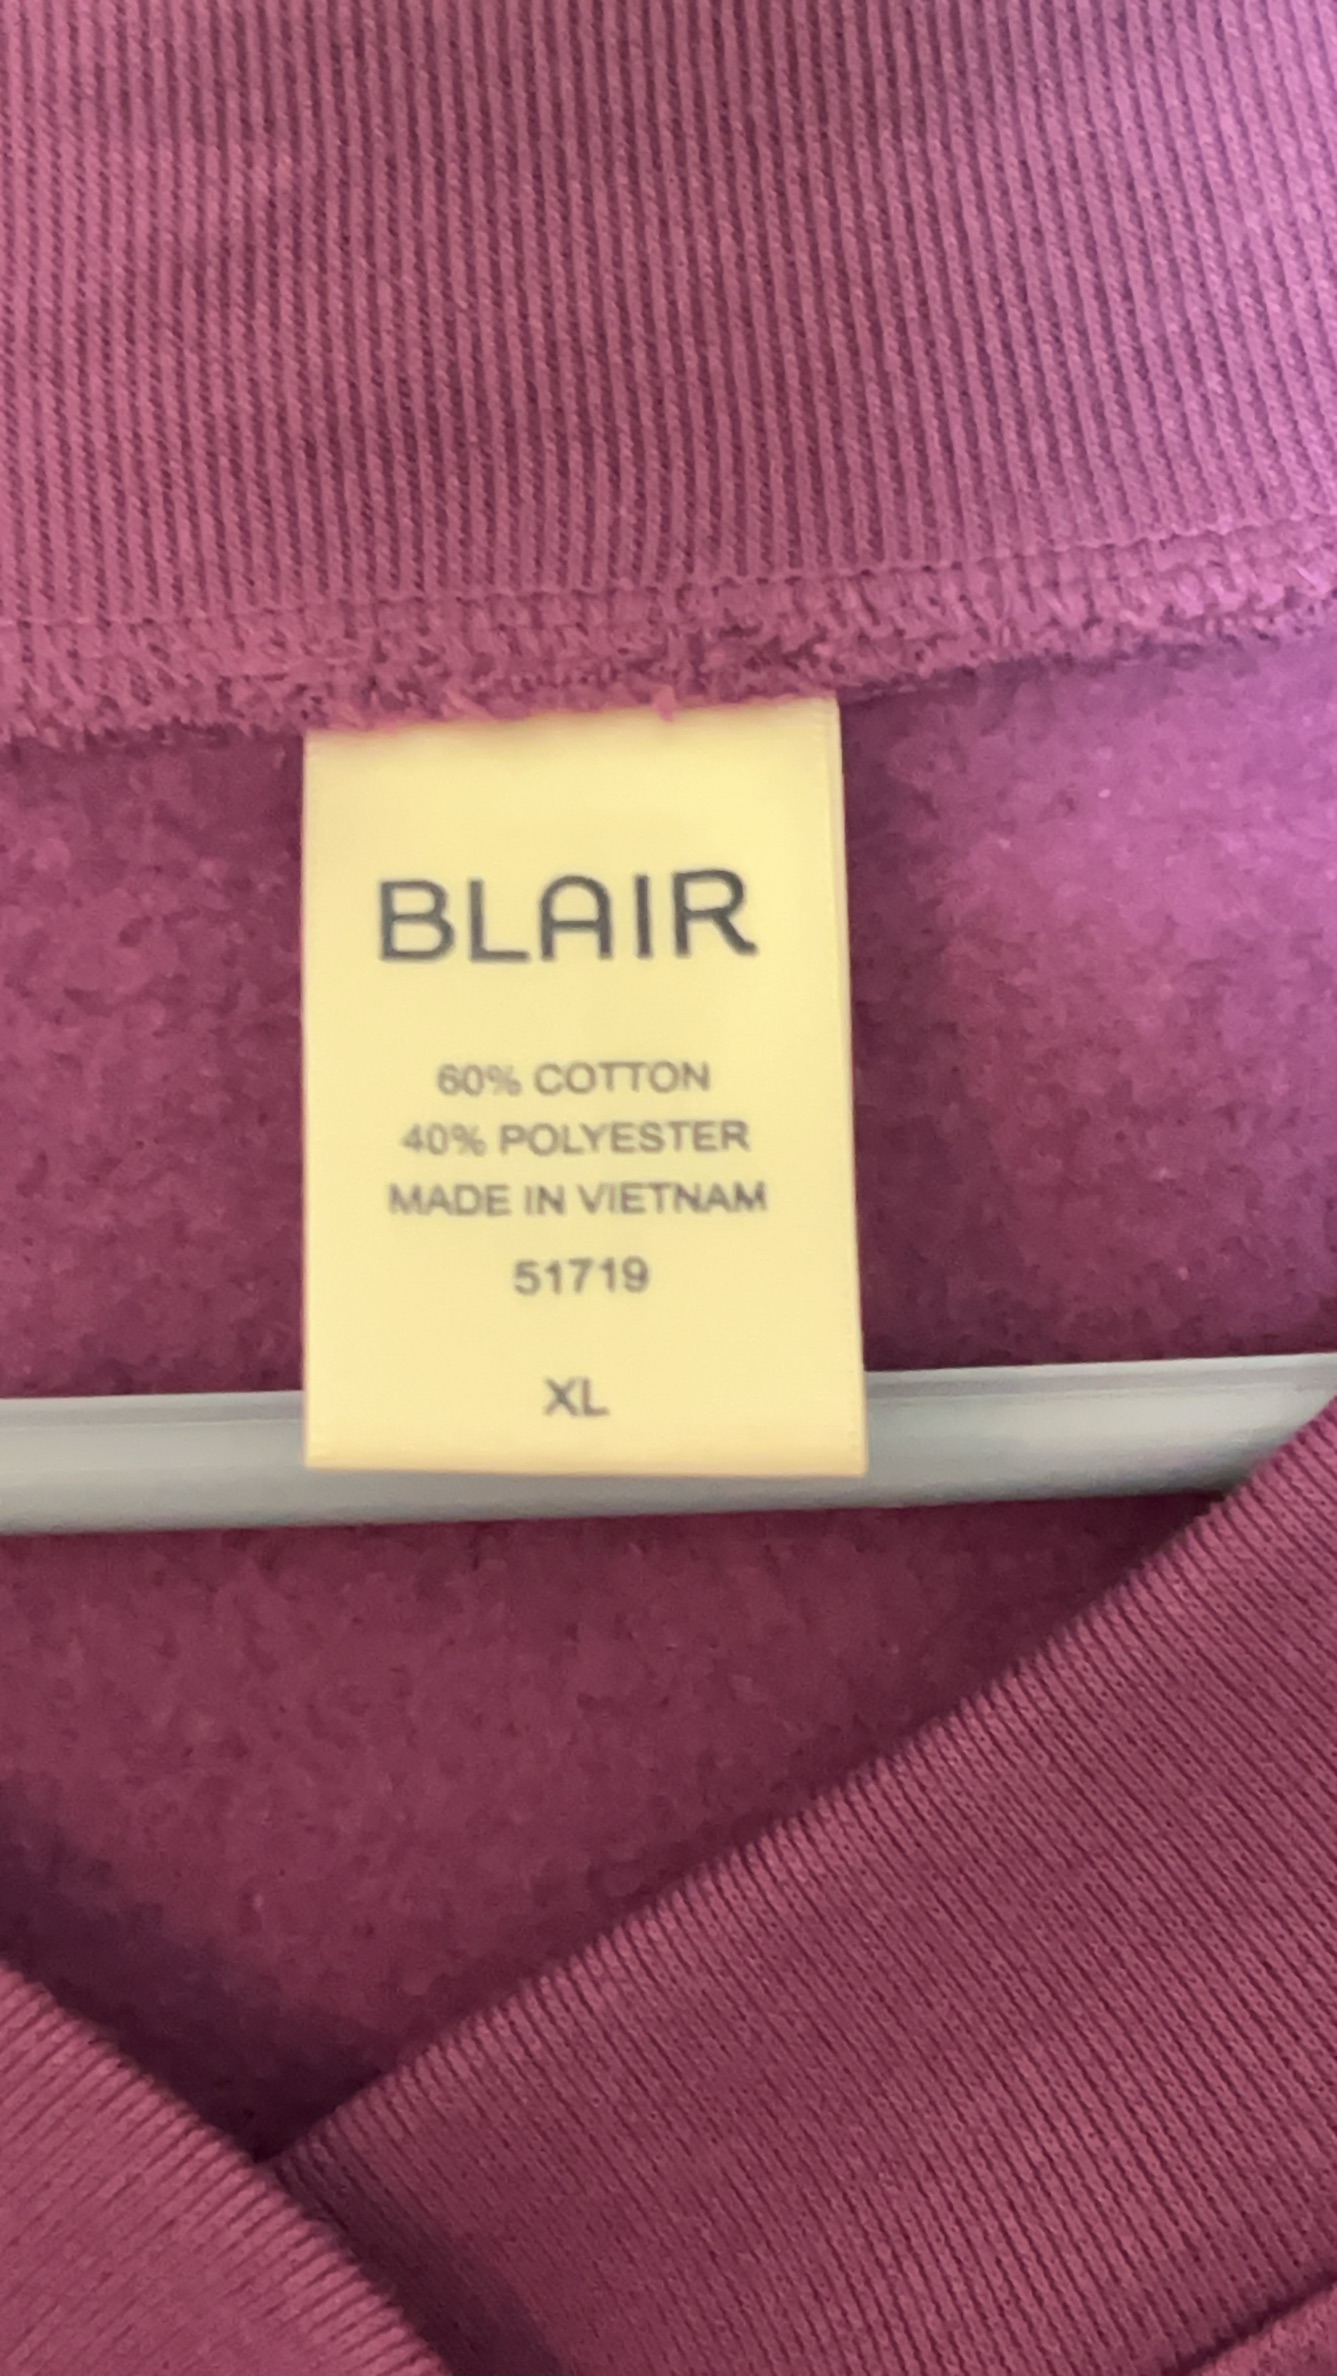 BLAIR
60% COTTON
40% POLYESTER
MADE IN VIETNAM
51719
XL